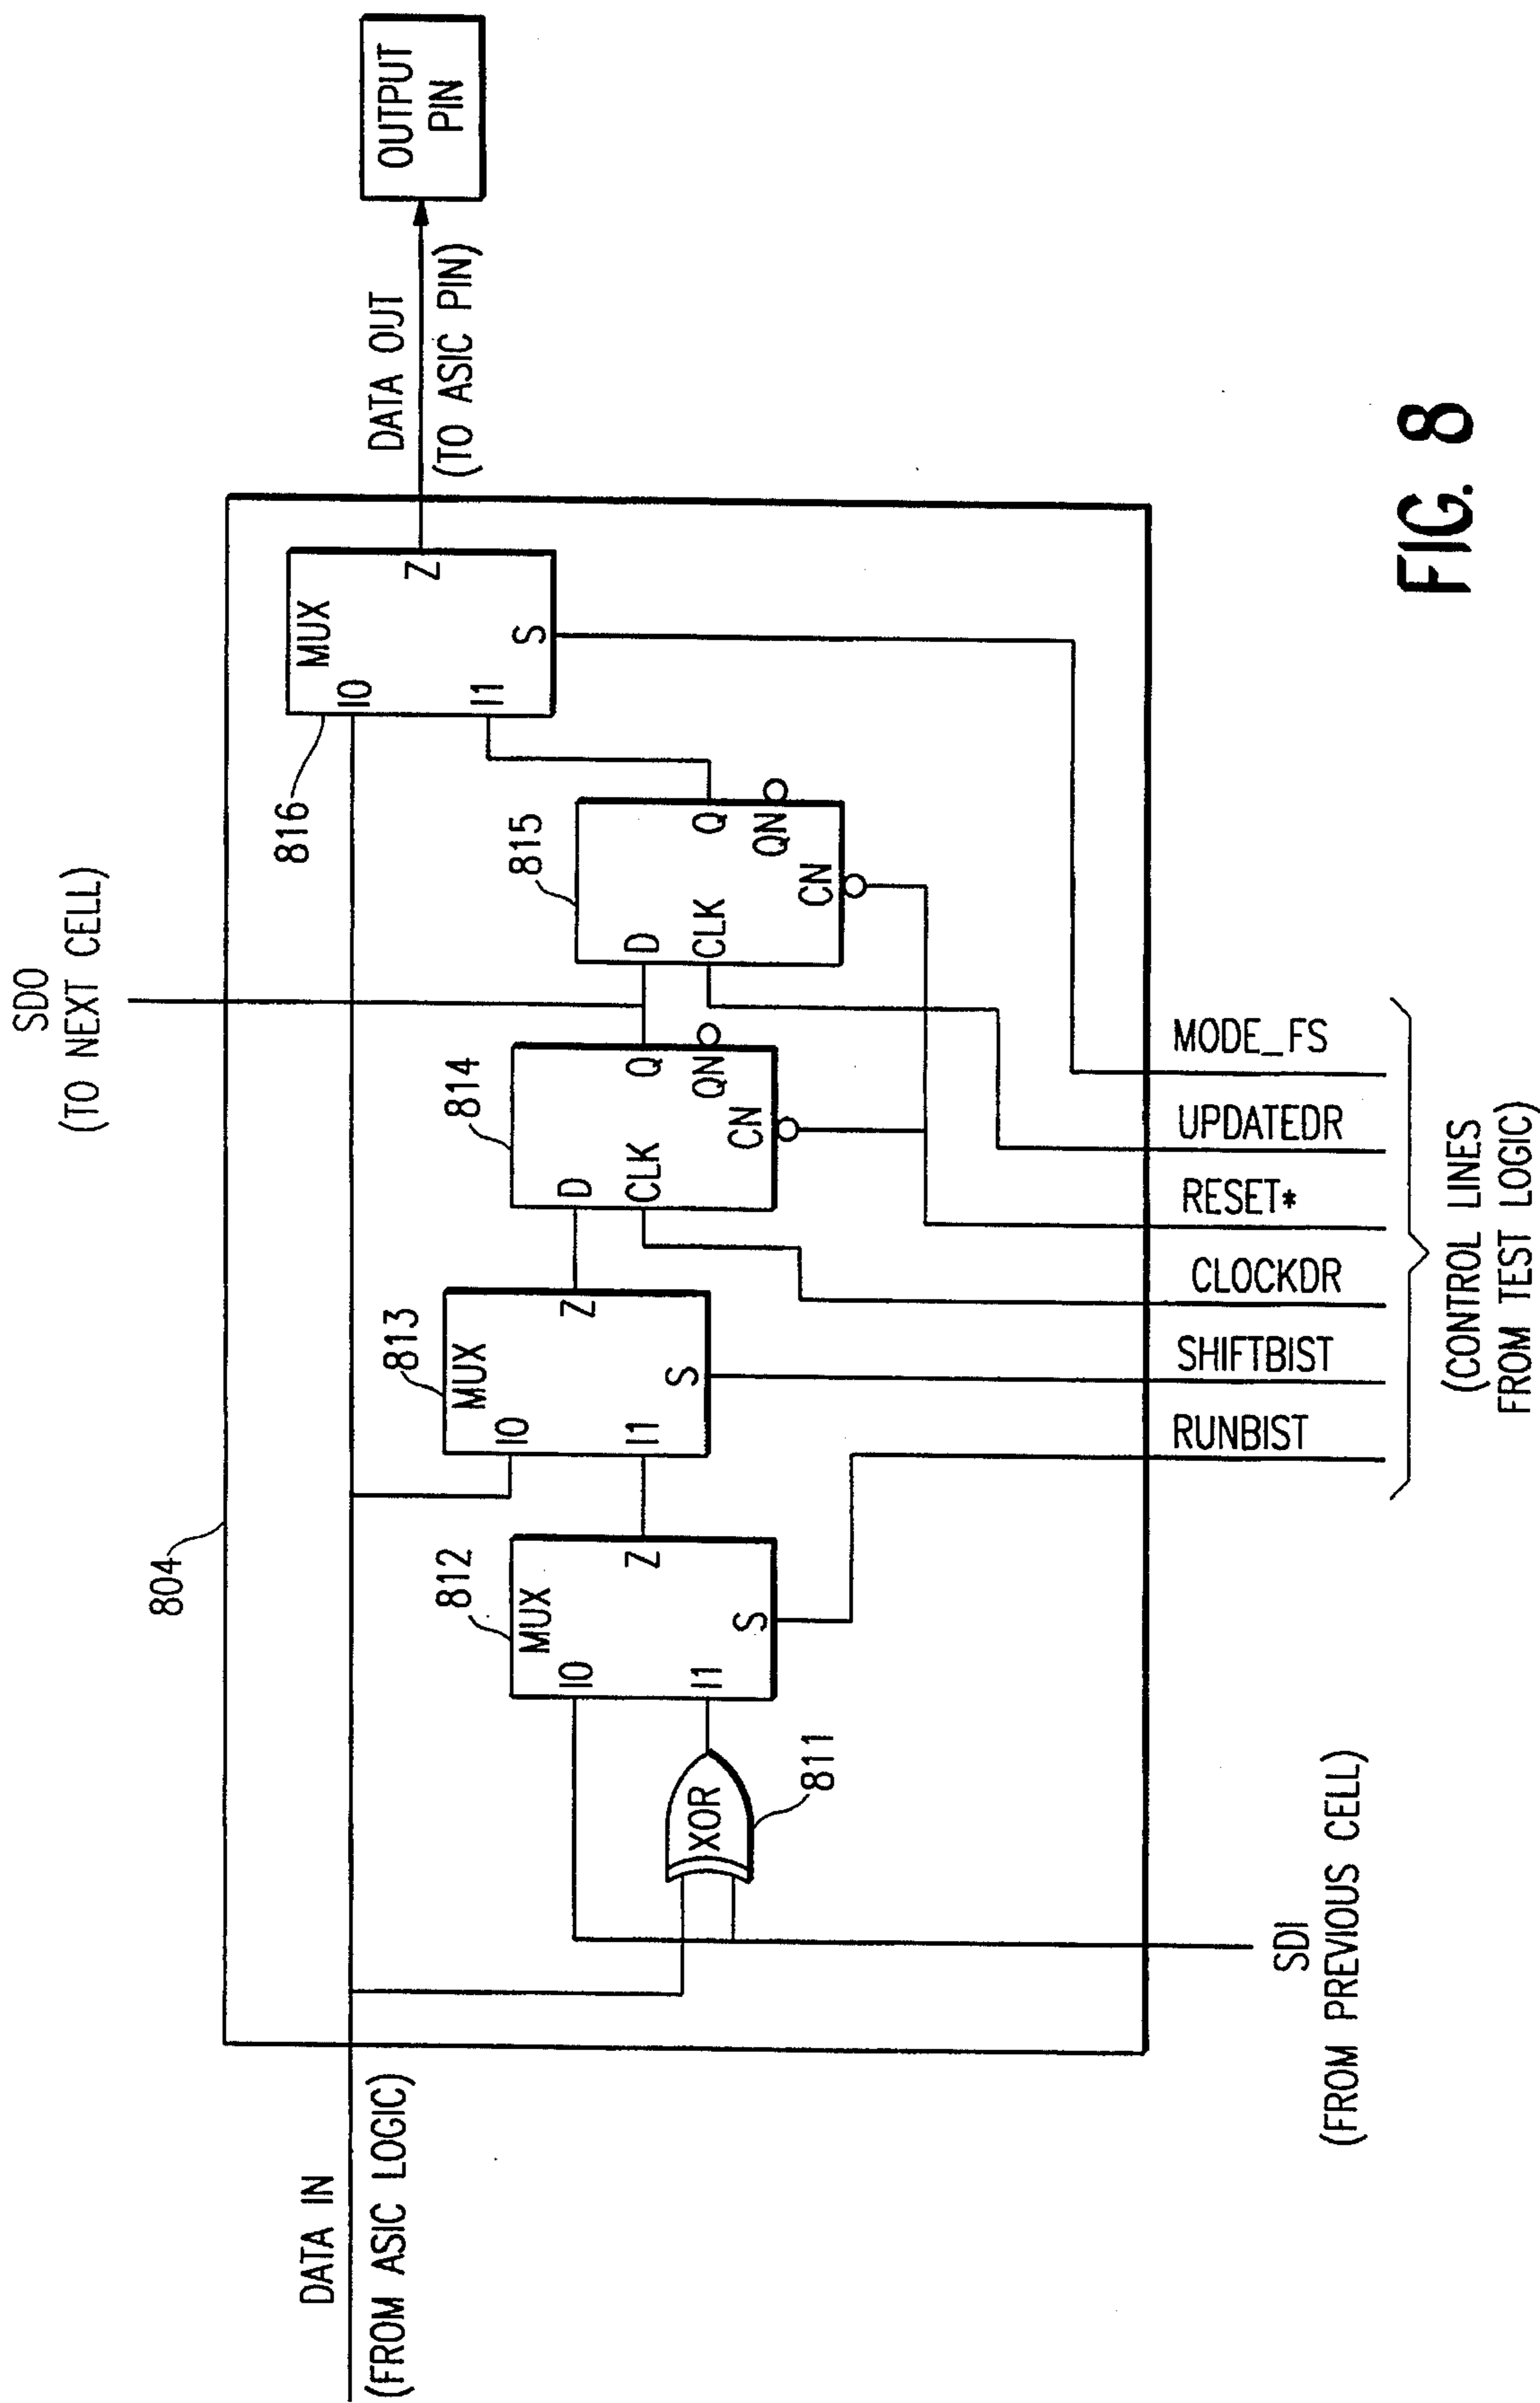 DATA IN
(FROM ASIC LOGIC)
804
SDO
(TO NEXT CELL)
816
MUX
I0
I1
Z
S
DATA OUT
(TO ASIC PIN)
OUTPUT
PIN
XOR
811
812
MUX
I0
I1
Z
S
813
MUX
I0
I1
Z
S
814
D
CLK
Q
QN
CN
815
D
CLK
Q
QN
CN
SDI
(FROM PREVIOUS CELL)
RUNBIST
SHIFTBIST
CLOCKDR
RESET*
UPDATEDR
MODE_FS
(CONTROL LINES
FROM TEST LOGIC)
FIG. 8